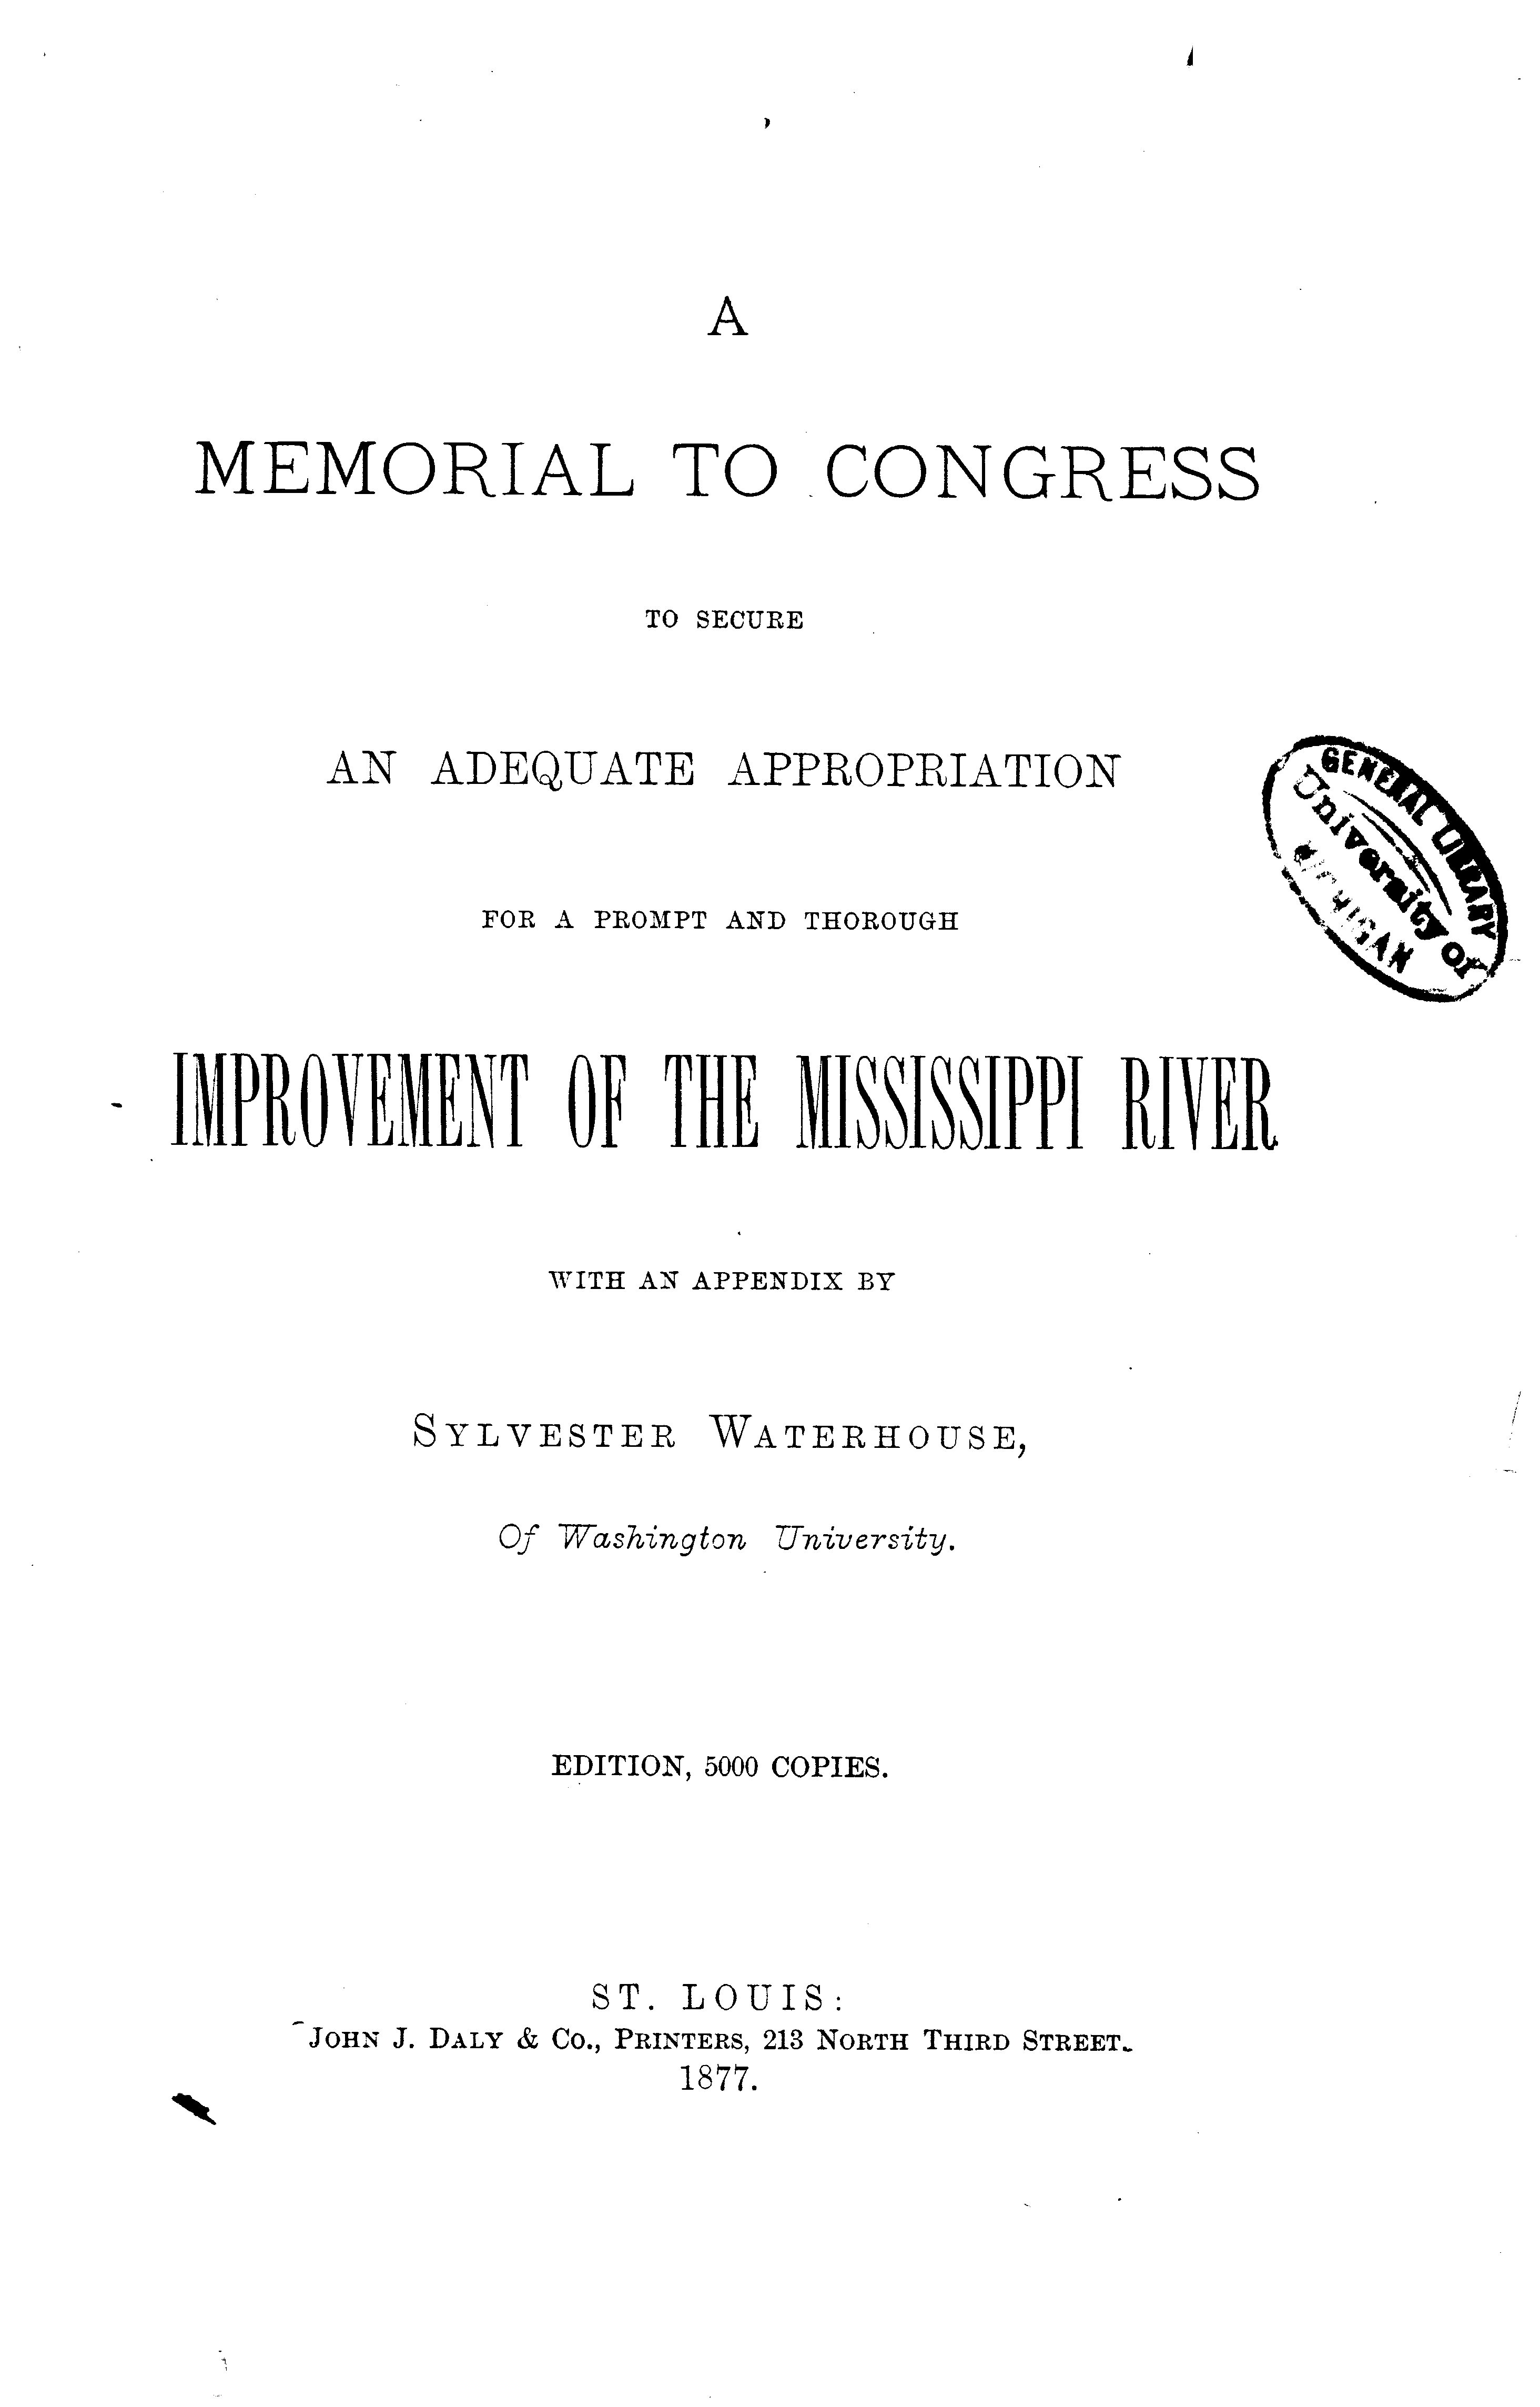 A
MEMORIAL TO CONGRESS
TO SECURE
AN ADEQUATE APPROPRIATION
FOR A PROMPT AND THOROUGH
IMPROVEMENT OF THE MISSISSIPPI RIVER
WITH AN APPENDIX BY
SYLVESTER WATERHOUSE,
Of Washington University.
EDITION, 5000 COPIES.
ST. LOUIS:
JOHN J. DALY & CO., PRINTERS, 213 NORTH THIRD STREET.
1877.
GENERAL LIBRARY
University of
MICHIGAN